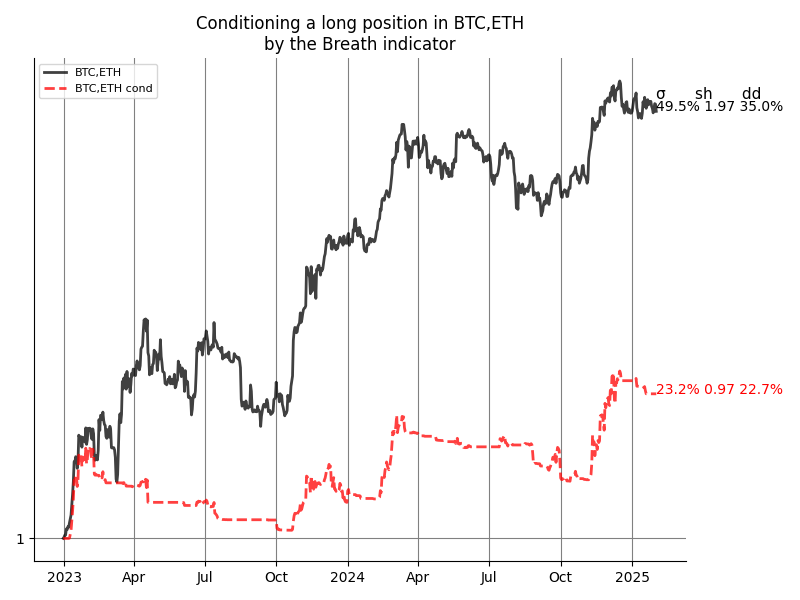 Conditioning a long position in BTC,ETH
by the Breath indicator
BTC,ETH
BTC,ETH cond
σ sh dd
49.5% 1.97 35.0%
23.2% 0.97 22.7%
1
2023 Apr Jul Oct 2024 Apr Jul Oct 2025